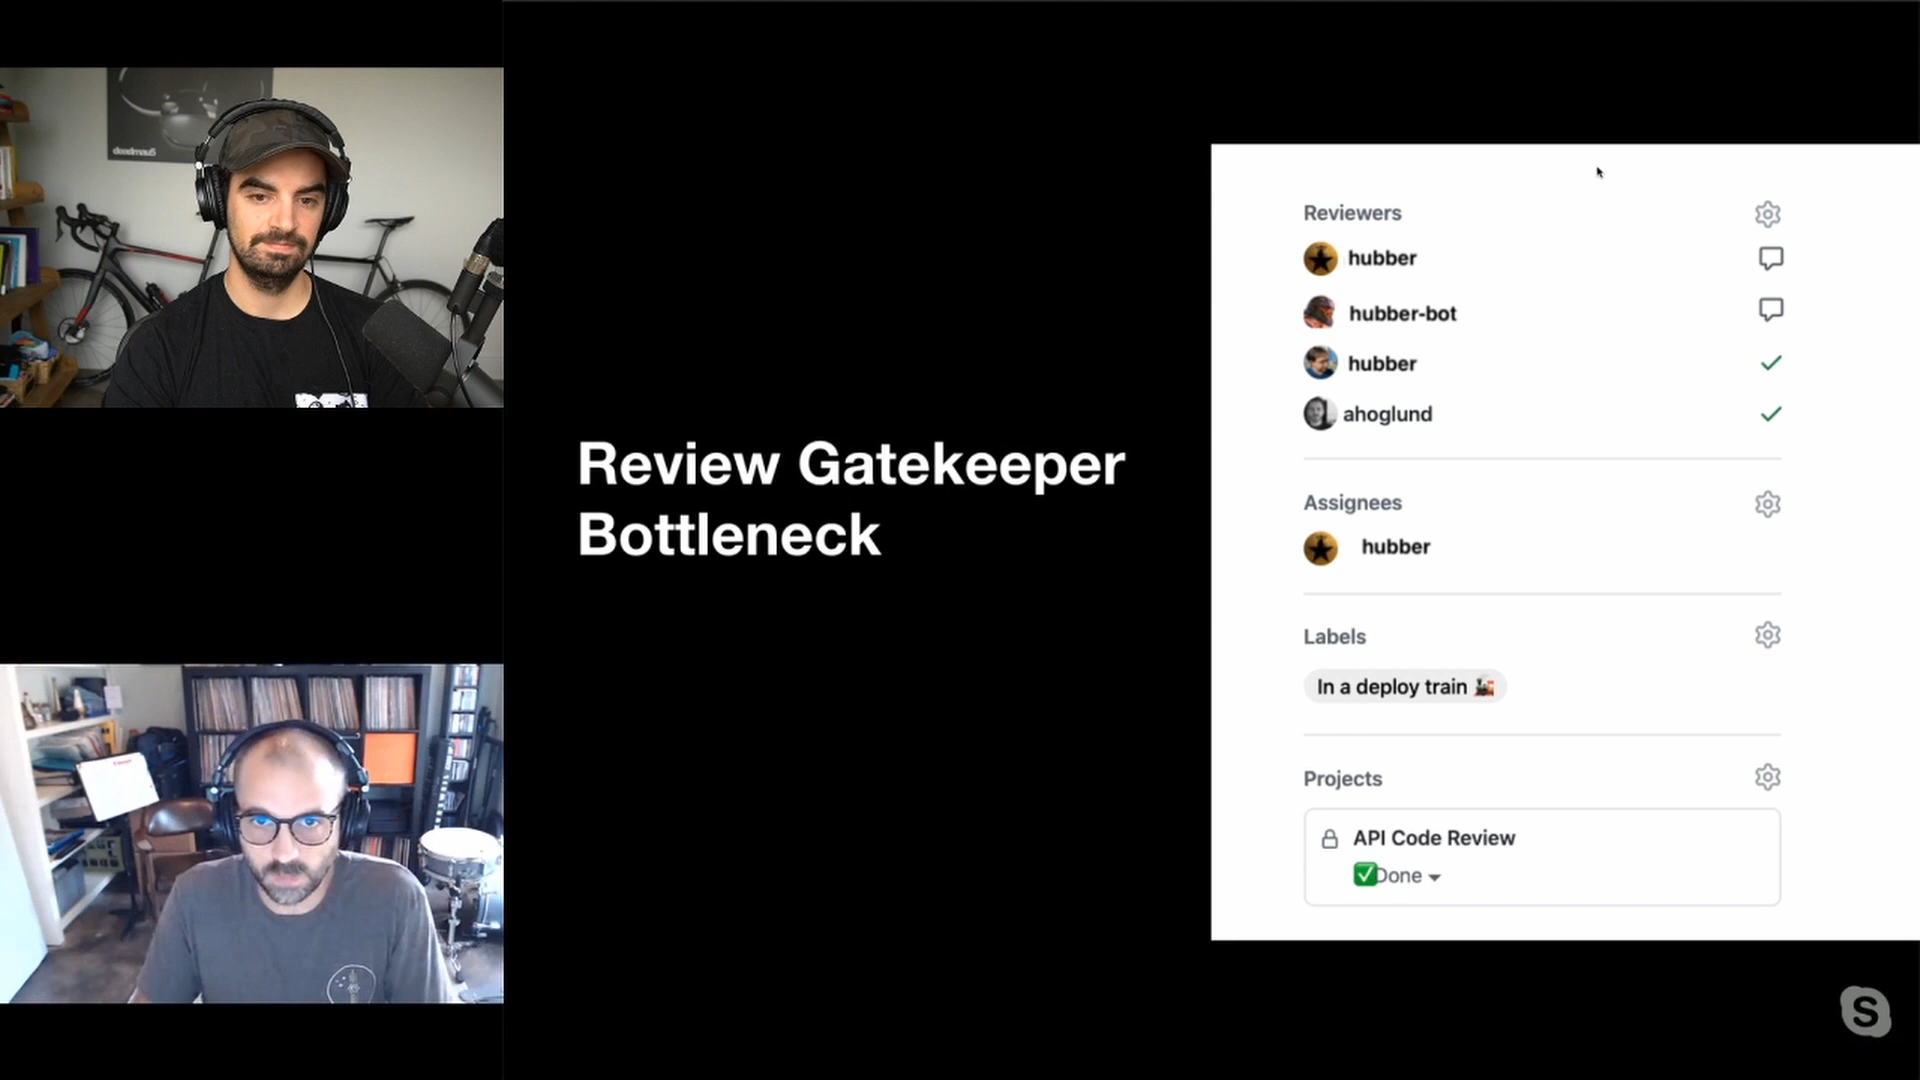 deadmau5
Review Gatekeeper
Bottleneck
Reviewers
hubber
hubber-bot
hubber
ahoglund
Assignees
hubber
Labels
In a deploy train 🚂
Projects
API Code Review
✅Done
S